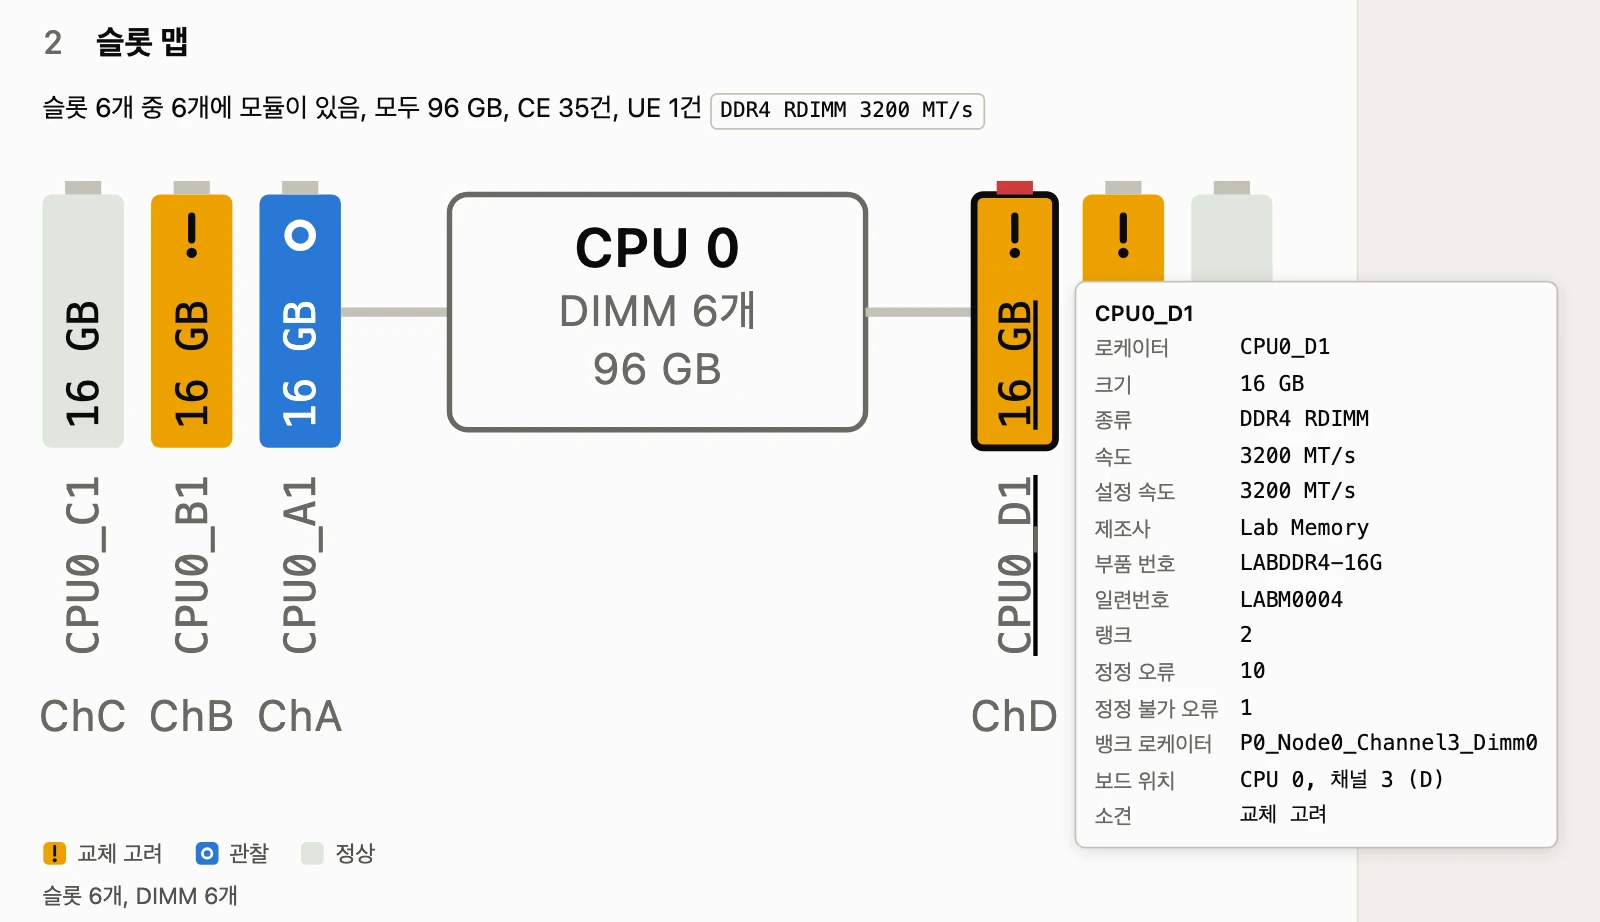 2 슬롯 맵
슬롯 6개 중 6개에 모듈이 있음, 모두 96 GB, CE 35건, UE 1건 DDR4 RDIMM 3200 MT/s
16 GB
! 16 GB
16 GB
CPU 0
DIMM 6개
96 GB
! 16 GB
!
CPU0_C1
CPU0_B1
CPU0_A1
CPU0_D1
ChC ChB ChA ChD
CPU0_D1
로케이터 CPU0_D1
크기 16 GB
종류 DDR4 RDIMM
속도 3200 MT/s
설정 속도 3200 MT/s
제조사 Lab Memory
부품 번호 LABDDR4-16G
일련번호 LABM0004
랭크 2
정정 오류 10
정정 불가 오류 1
뱅크 로케이터 P0_Node0_Channel3_Dimm0
보드 위치 CPU 0, 채널 3 (D)
소견 교체 고려
! 교체 고려 관찰 정상
슬롯 6개, DIMM 6개